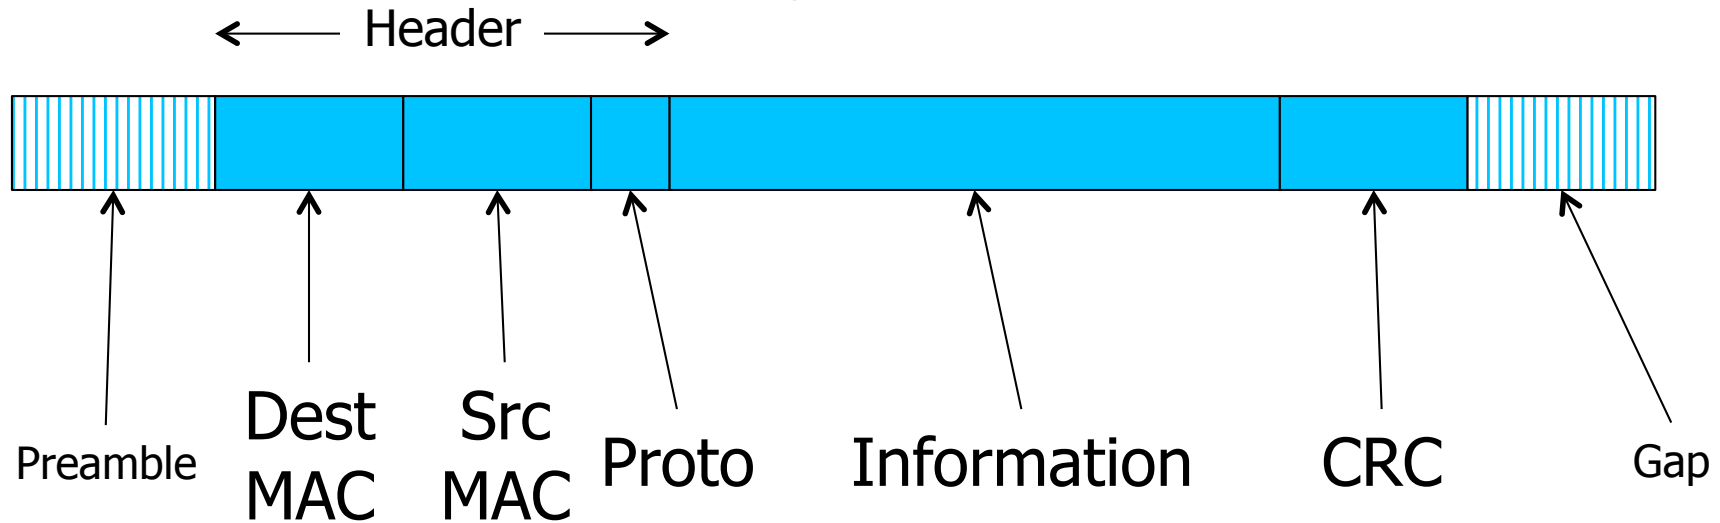 Header
Preamble
Dest
MAC
Src
MAC
Proto
Information
CRC
Gap